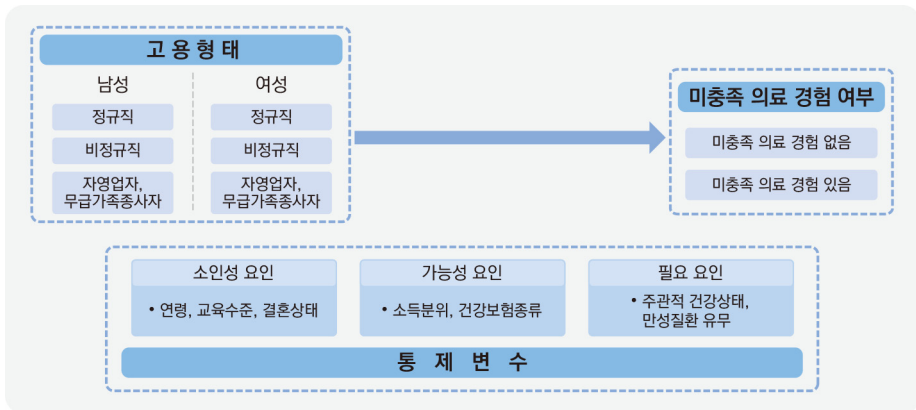 고 용 형 태
남성
여성
정규직
정규직
비정규직
비정규직
자영업자,
무급가족종사자
자영업자,
무급가족종사자
미충족 의료 경험 여부
미충족 의료 경험 없음
미충족 의료 경험 있음
소인성 요인
• 연령, 교육수준, 결혼상태
가능성 요인
• 소득분위, 건강보험종류
필요 요인
• 주관적 건강상태,
만성질환 유무
통 제 변 수